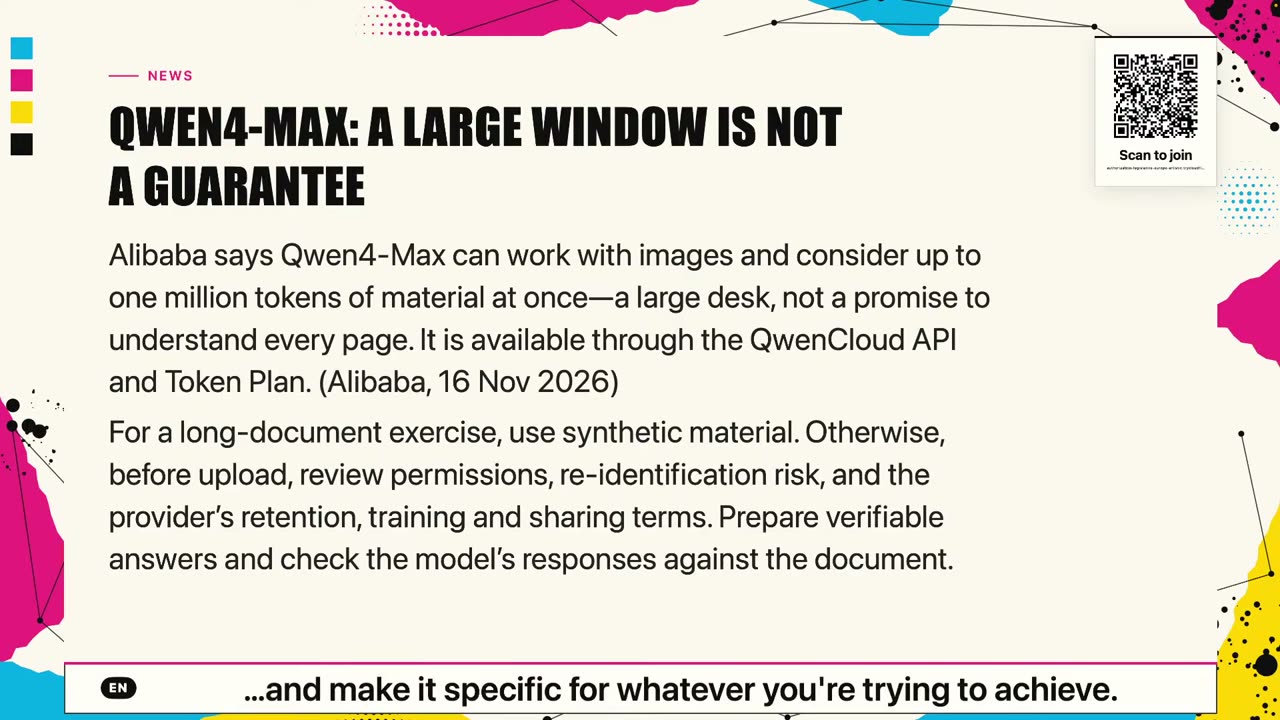 NEWS
QWEN4-MAX: A LARGE WINDOW IS NOT
A GUARANTEE
Scan to join
Alibaba says Qwen4-Max can work with images and consider up to
one million tokens of material at once—a large desk, not a promise to
understand every page. It is available through the QwenCloud API
and Token Plan. (Alibaba, 16 Nov 2026)
For a long-document exercise, use synthetic material. Otherwise,
before upload, review permissions, re-identification risk, and the
provider’s retention, training and sharing terms. Prepare verifiable
answers and check the model’s responses against the document.
EN
...and make it specific for whatever you're trying to achieve.